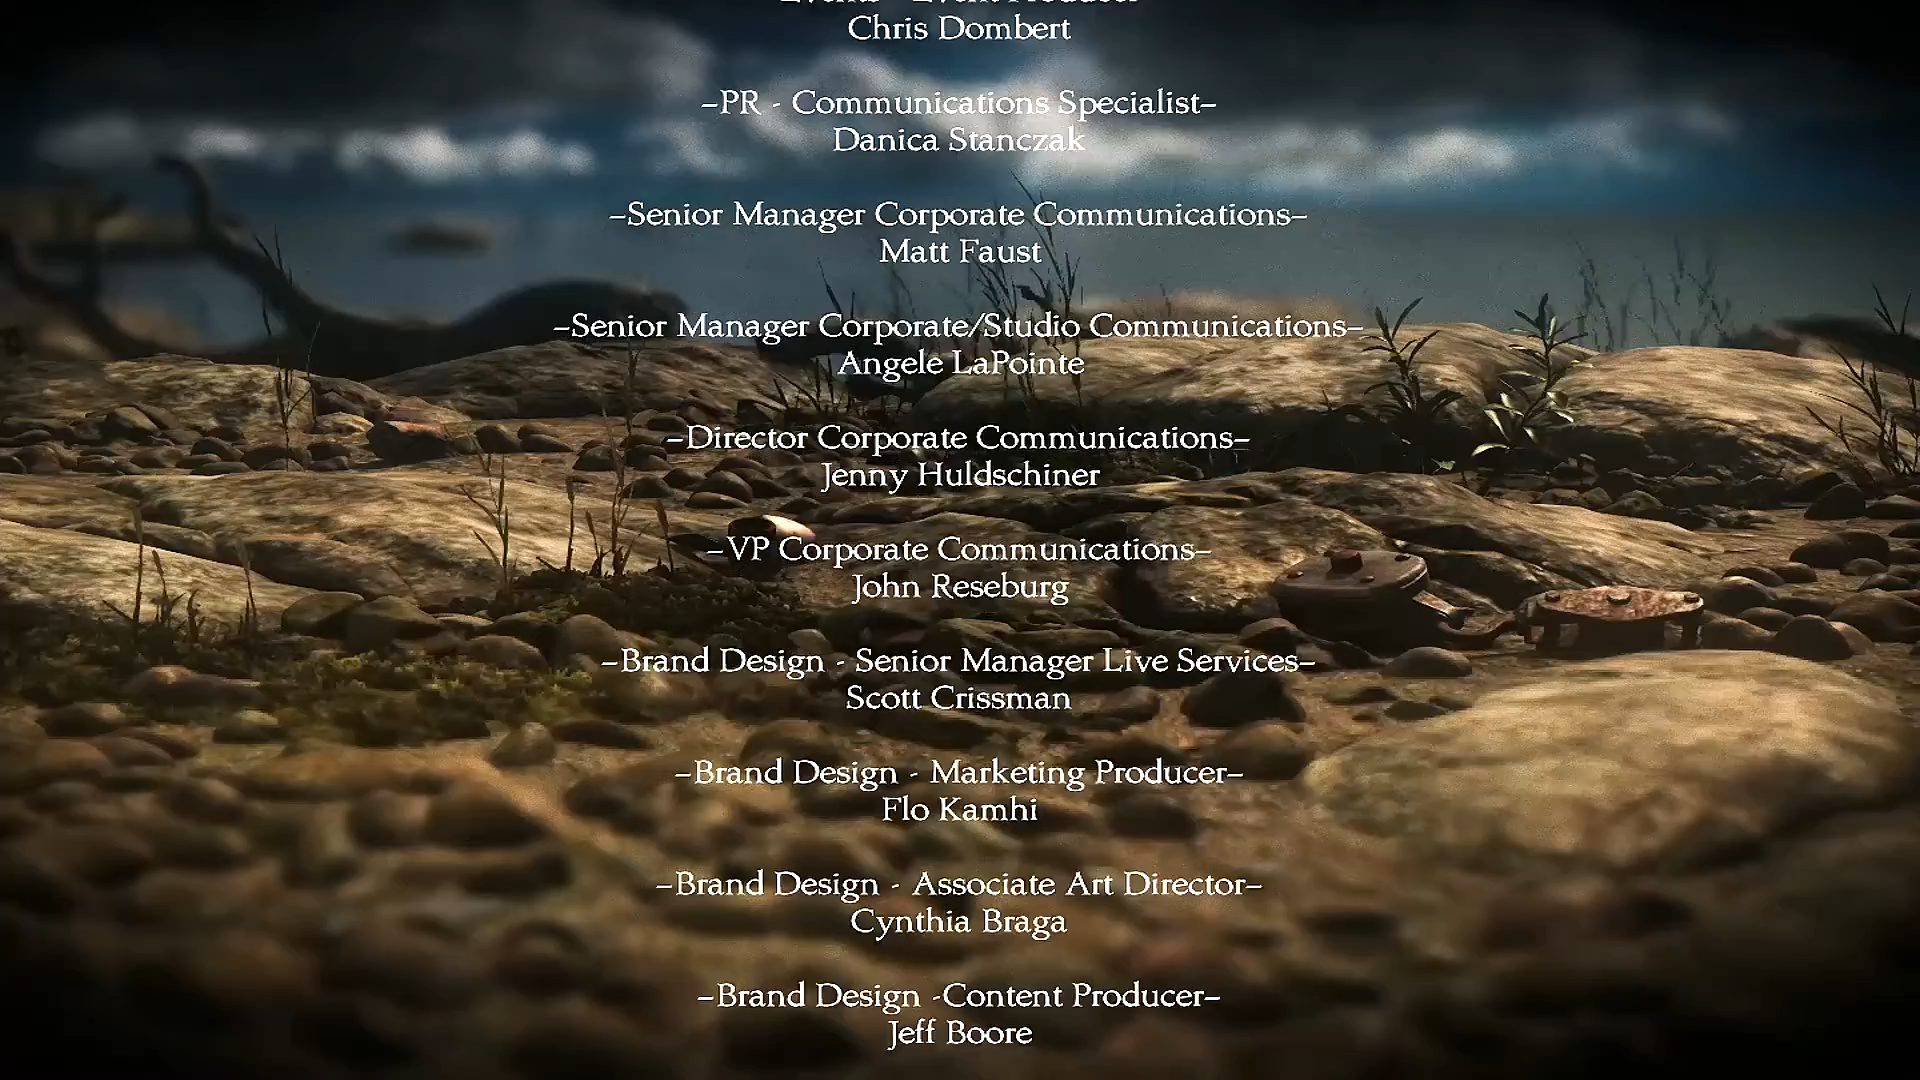 Events - Event Producer
Chris Dombert
–PR - Communications Specialist–
Danica Stanczak
–Senior Manager Corporate Communications–
Matt Faust
–Senior Manager Corporate/Studio Communications–
Angele LaPointe
–Director Corporate Communications–
Jenny Huldschiner
–VP Corporate Communications–
John Reseburg
–Brand Design - Senior Manager Live Services–
Scott Crissman
–Brand Design - Marketing Producer–
Flo Kamhi
–Brand Design - Associate Art Director–
Cynthia Braga
–Brand Design -Content Producer–
Jeff Boore